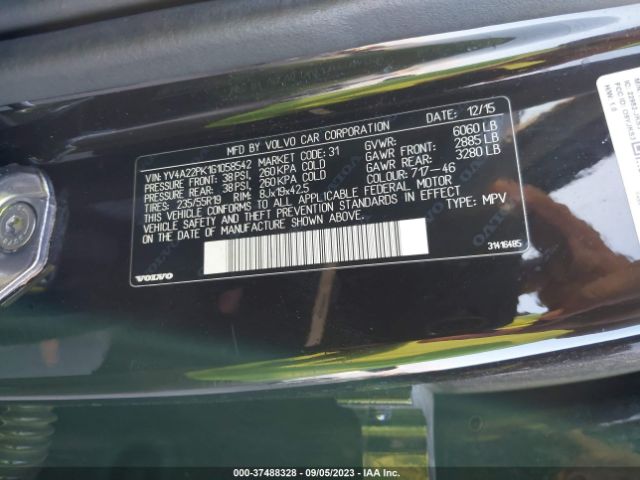 MFD BY VOLVO CAR CORPORATION DATE: 12/15
VIN: YV4A22PK1G1058542 MARKET CODE: 31 GVWR: 6060 LB
PRESSURE FRONT: 38 PSI, 260 KPA COLD GAWR FRONT: 2885 LB
PRESSURE REAR: 38 PSI, 260 KPA COLD GAWR REAR: 3280 LB
TIRES: 235/55R19 RIM: 8Jx19x42.5 COLOUR: 717-46
THIS VEHICLE CONFORMS TO ALL APPLICABLE FEDERAL MOTOR
VEHICLE SAFETY AND THEFT PREVENTION STANDARDS IN EFFECT
ON DATE OF MANUFACTURE SHOWN ABOVE. TYPE: MPV
31416485
VOLVO
000-37488328 - 09/05/2023 - IAA Inc.